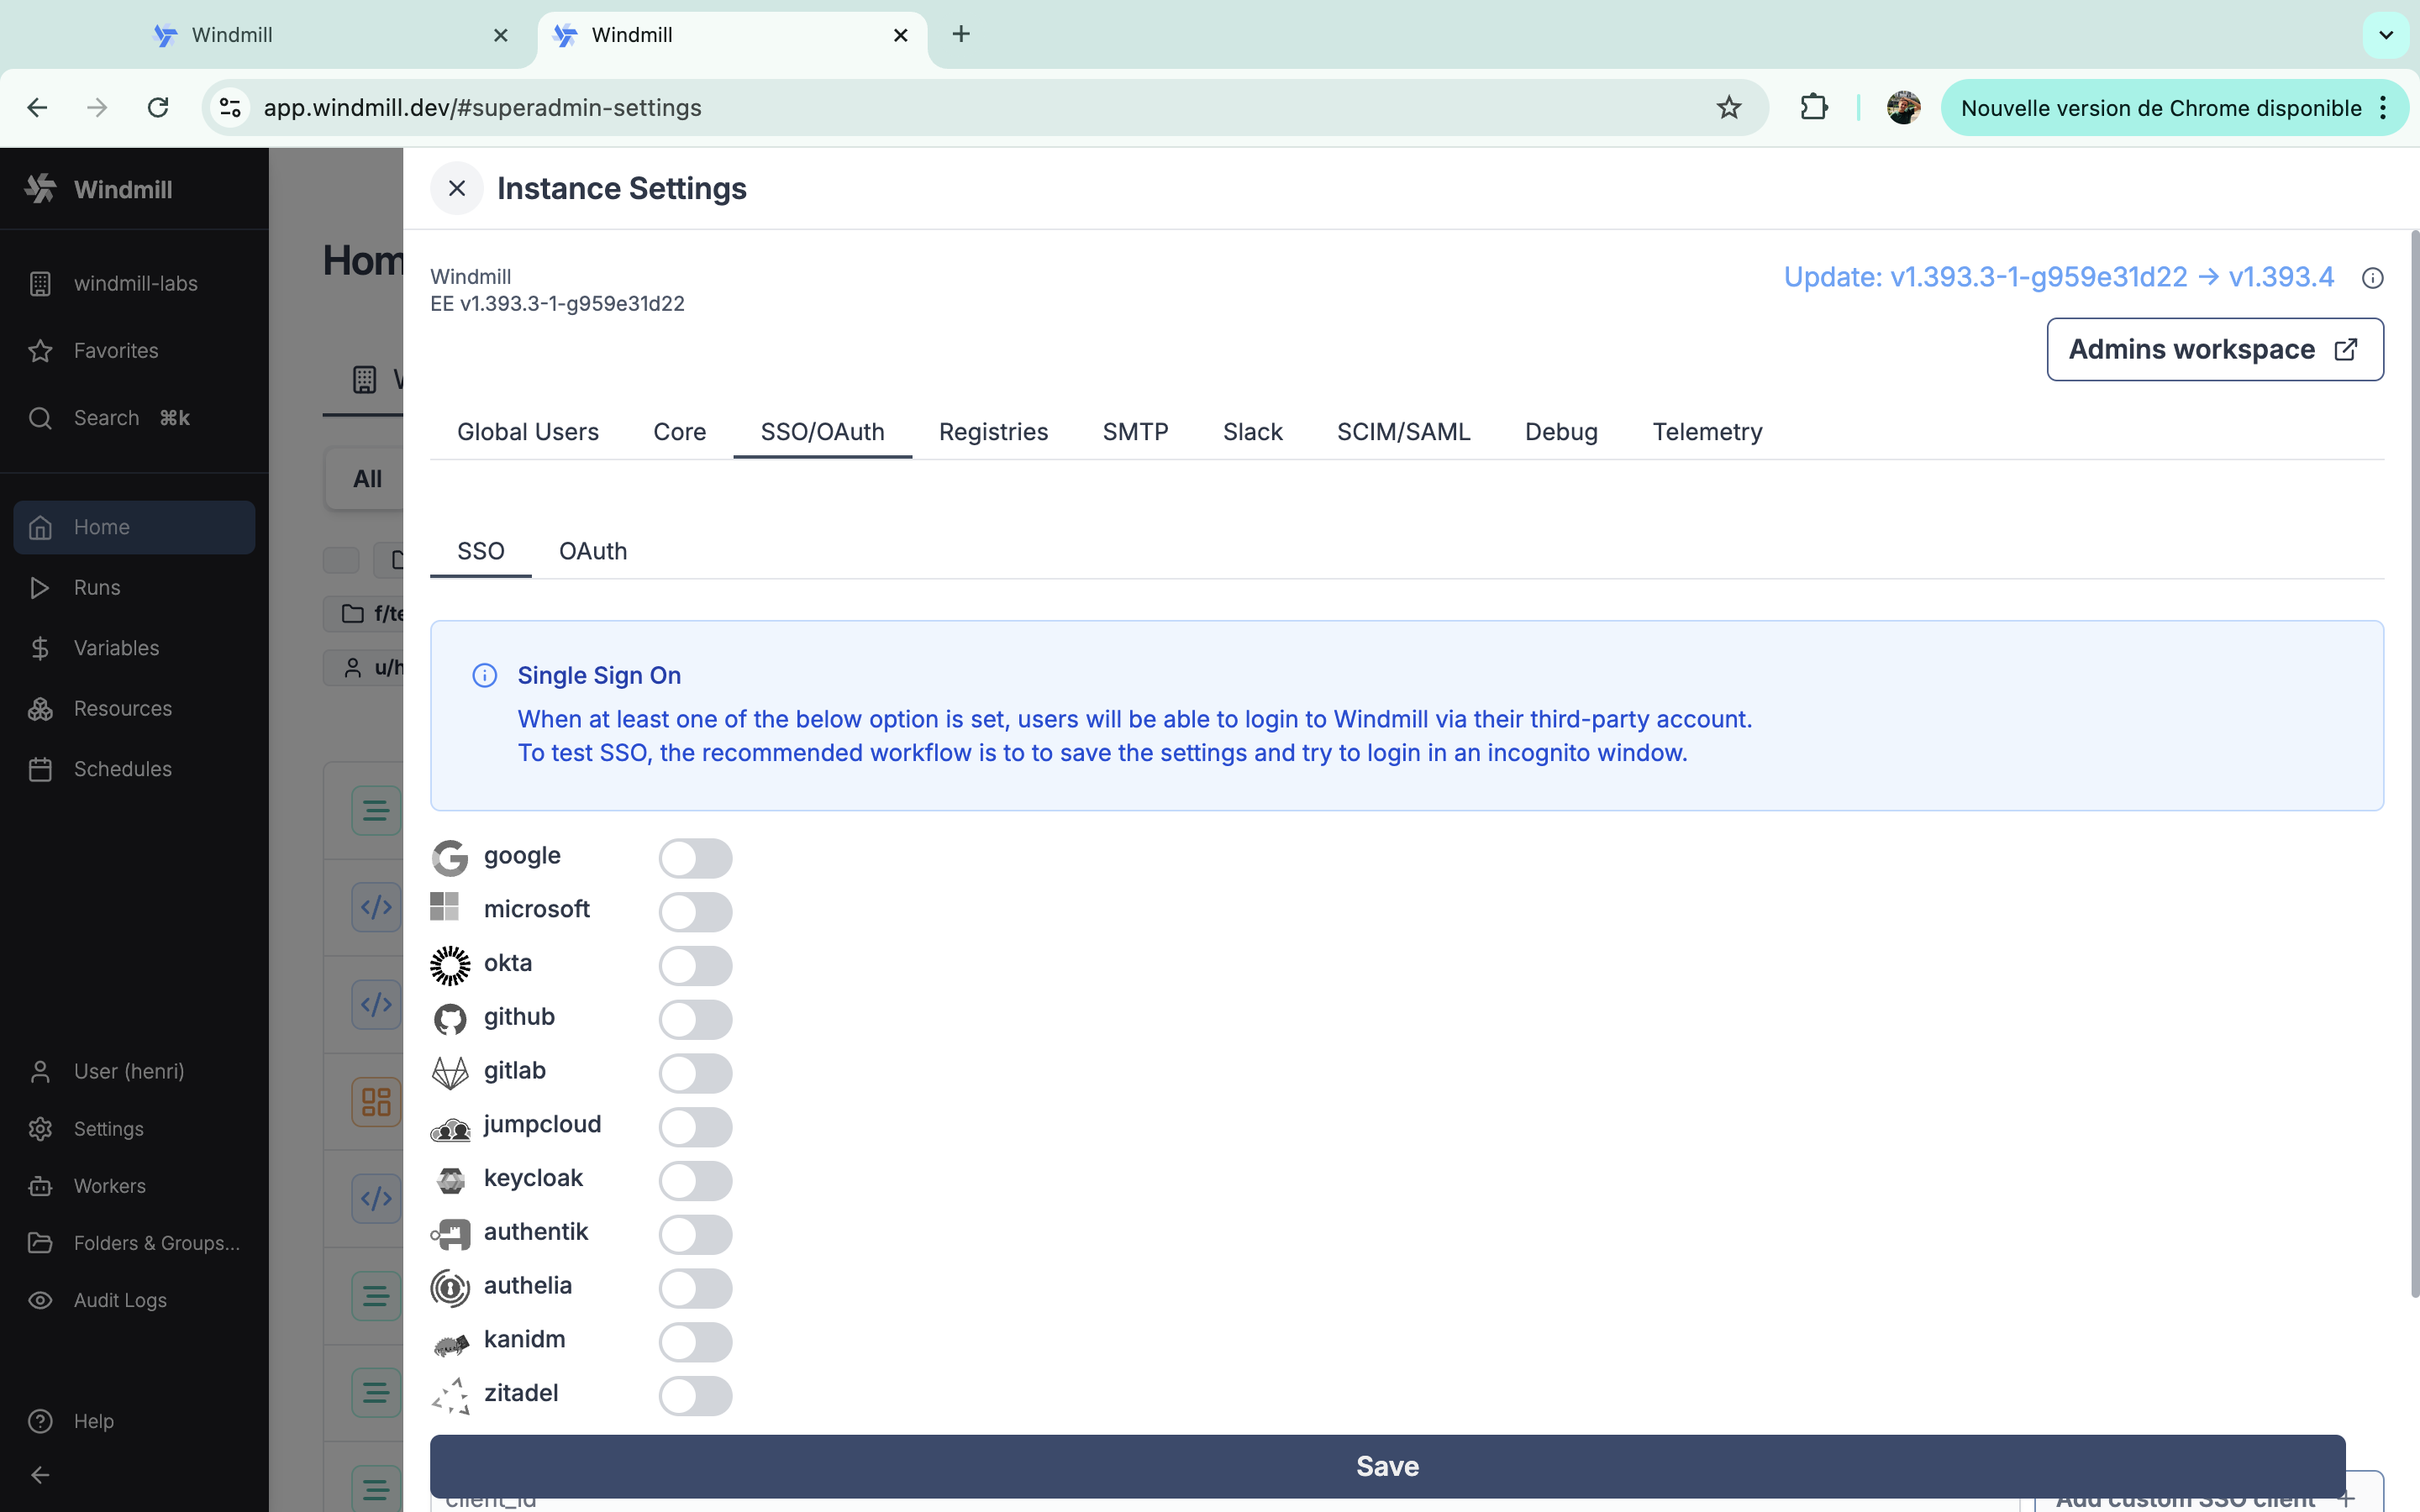 Windmill
Windmill
app.windmill.dev/#superadmin-settings
Nouvelle version de Chrome disponible
Windmill
windmill-labs
Favorites
Search ⌘k
Home
Runs
Variables
Resources
Schedules
User (henri)
Settings
Workers
Folders & Groups...
Audit Logs
Help
Hom
All
f/te
u/h
Instance Settings
Windmill
EE v1.393.3-1-g959e31d22
Update: v1.393.3-1-g959e31d22 → v1.393.4
Admins workspace
Global Users Core SSO/OAuth Registries SMTP Slack SCIM/SAML Debug Telemetry
SSO OAuth
Single Sign On
When at least one of the below option is set, users will be able to login to Windmill via their third-party account.
To test SSO, the recommended workflow is to to save the settings and try to login in an incognito window.
google
microsoft
okta
github
gitlab
jumpcloud
keycloak
authentik
authelia
kanidm
zitadel
Save
client_id
Add custom SSO client +